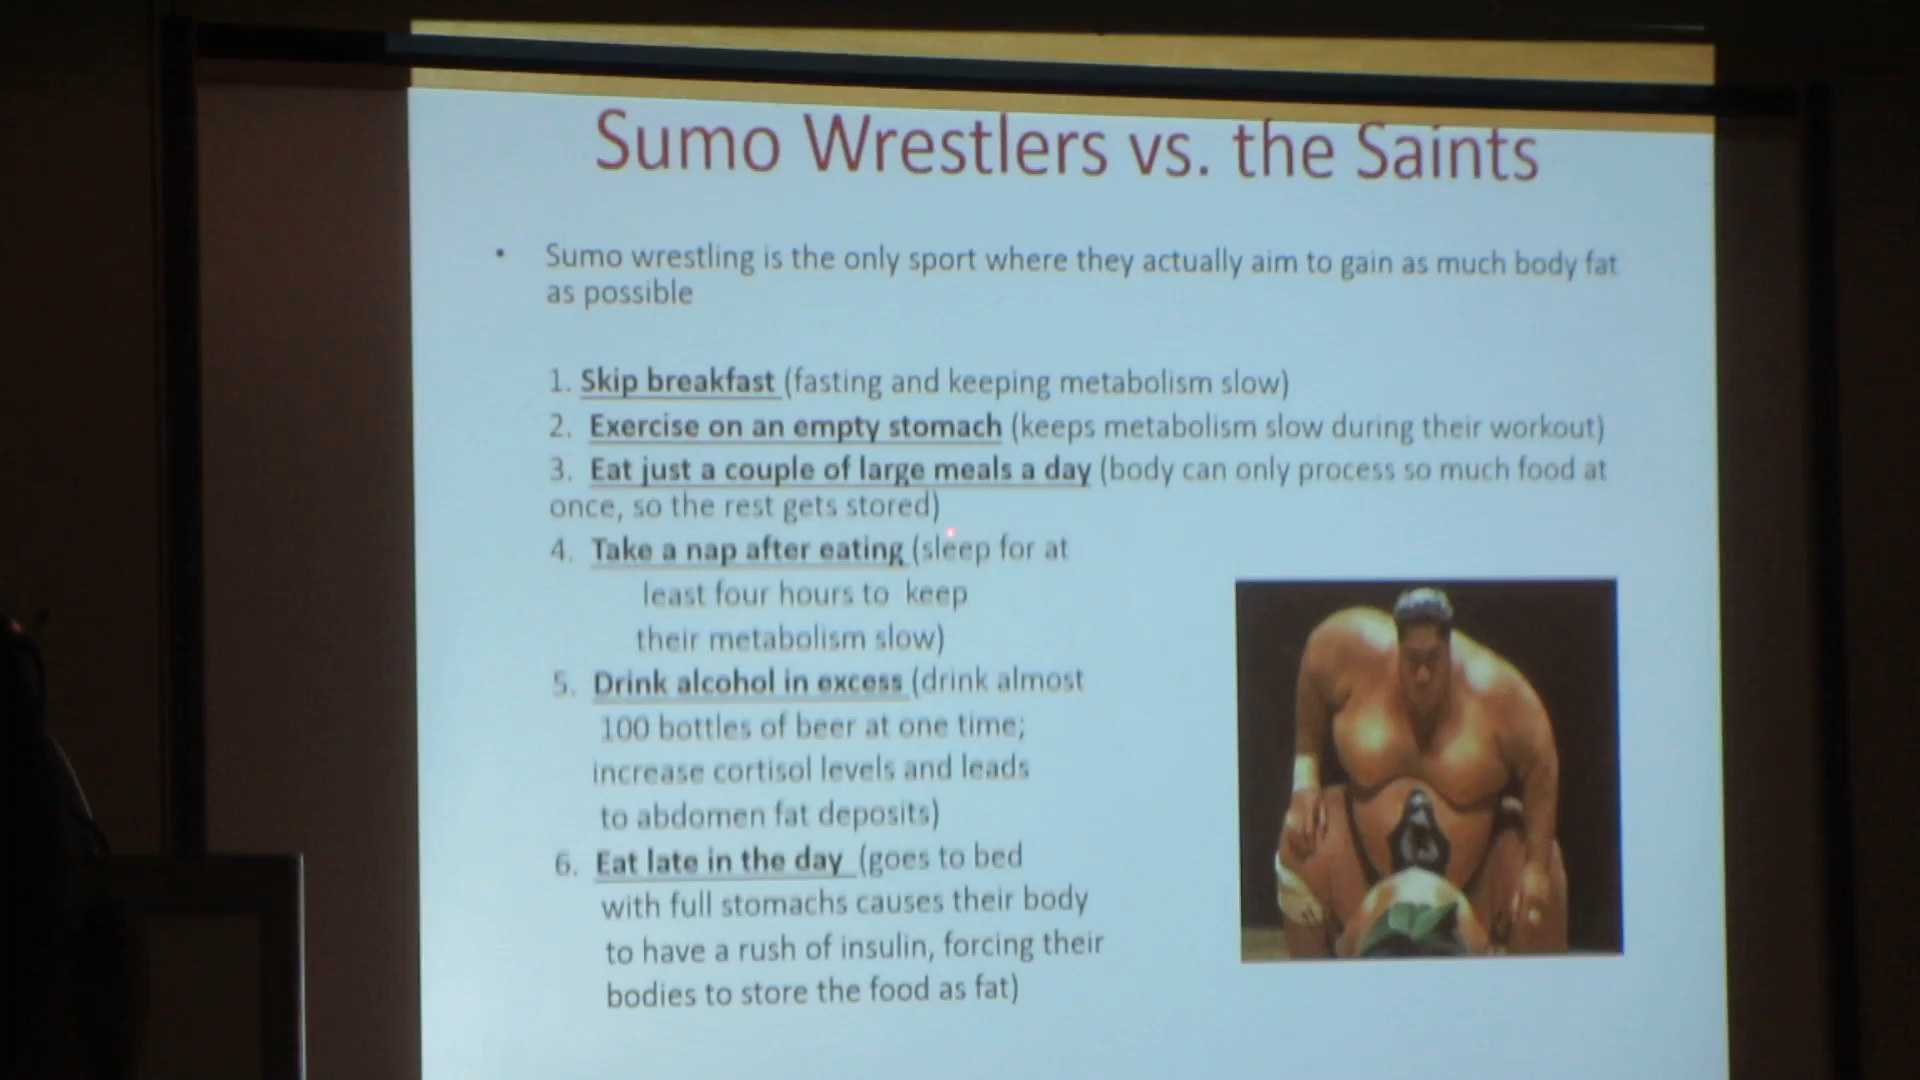 Sumo Wrestlers vs. the Saints
• Sumo wrestling is the only sport where they actually aim to gain as much body fat
as possible
1. Skip breakfast (fasting and keeping metabolism slow)
2. Exercise on an empty stomach (keeps metabolism slow during their workout)
3. Eat just a couple of large meals a day (body can only process so much food at
once, so the rest gets stored)
4. Take a nap after eating (sleep for at
least four hours to keep
their metabolism slow)
5. Drink alcohol in excess (drink almost
100 bottles of beer at one time;
increase cortisol levels and leads
to abdomen fat deposits)
6. Eat late in the day (goes to bed
with full stomachs causes their body
to have a rush of insulin, forcing their
bodies to store the food as fat)